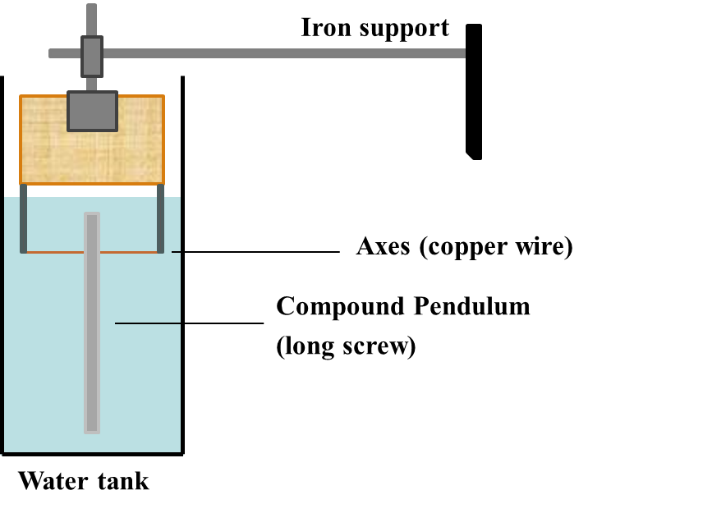 Iron support
Axes (copper wire)
Compound Pendulum
(long screw)
Water tank